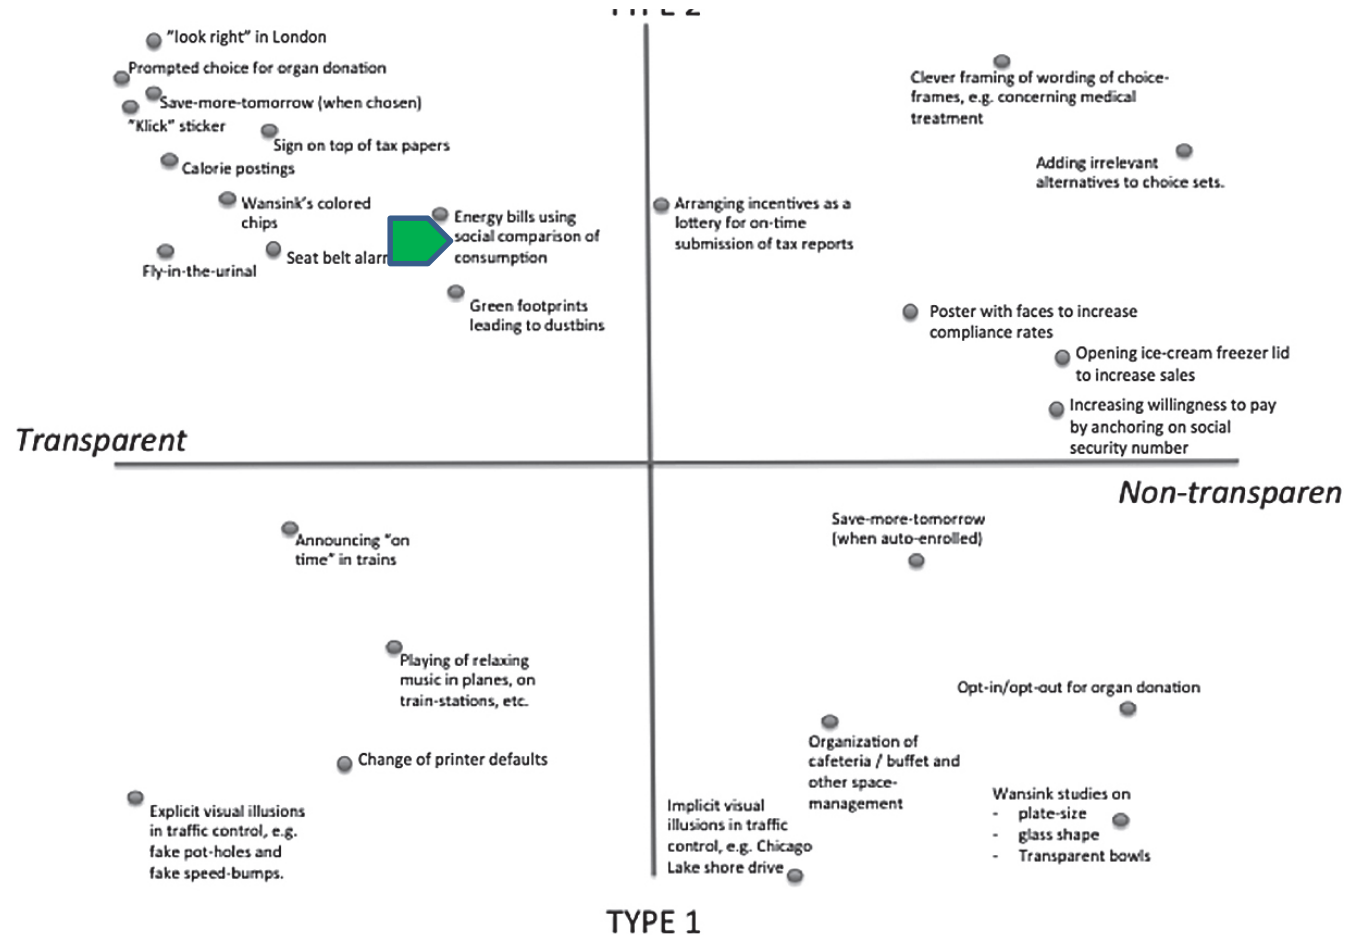 TYPE 2
"look right" in London
Prompted choice for organ donation
Save-more-tomorrow (when chosen)
"Klick" sticker
Sign on top of tax papers
Calorie postings
Wansink's colored
chips
Energy bills using
social comparison of
consumption
Seat belt alarm
Fly-in-the-urinal
Green footprints
leading to dustbins
Clever framing of wording of choice-
frames, e.g. concerning medical
treatment
Adding irrelevant
alternatives to choice sets.
Arranging incentives as a
lottery for on-time
submission of tax reports
Poster with faces to increase
compliance rates
Opening ice-cream freezer lid
to increase sales
Increasing willingness to pay
by anchoring on social
security number
Transparent
Non-transparen
Announcing "on
time" in trains
Playing of relaxing
music in planes, on
train-stations, etc.
Change of printer defaults
Explicit visual illusions
in traffic control, e.g.
fake pot-holes and
fake speed-bumps.
Save-more-tomorrow
(when auto-enrolled)
Opt-in/opt-out for organ donation
Organization of
cafeteria / buffet and
other space-
management
Implicit visual
illusions in traffic
control, e.g. Chicago
Lake shore drive
Wansink studies on
- plate-size
- glass shape
- Transparent bowls
TYPE 1